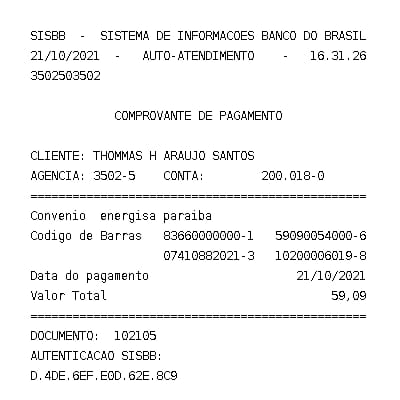 SISBB - SISTEMA DE INFORMACOES BANCO DO BRASIL
21/10/2021 - AUTO-ATENDIMENTO - 16.31.26
3502503502
COMPROVANTE DE PAGAMENTO
CLIENTE: THOMMAS H ARAUJO SANTOS
AGENCIA: 3502-5 CONTA: 200.018-0
================================================
Convenio energisa paraiba
Codigo de Barras 83660000000-1 59090054000-6
07410882021-3 10200006019-8
Data do pagamento 21/10/2021
Valor Total 59,09
================================================
DOCUMENTO: 102105
AUTENTICACAO SISBB:
D.4DE.6EF.E0D.62E.8C9